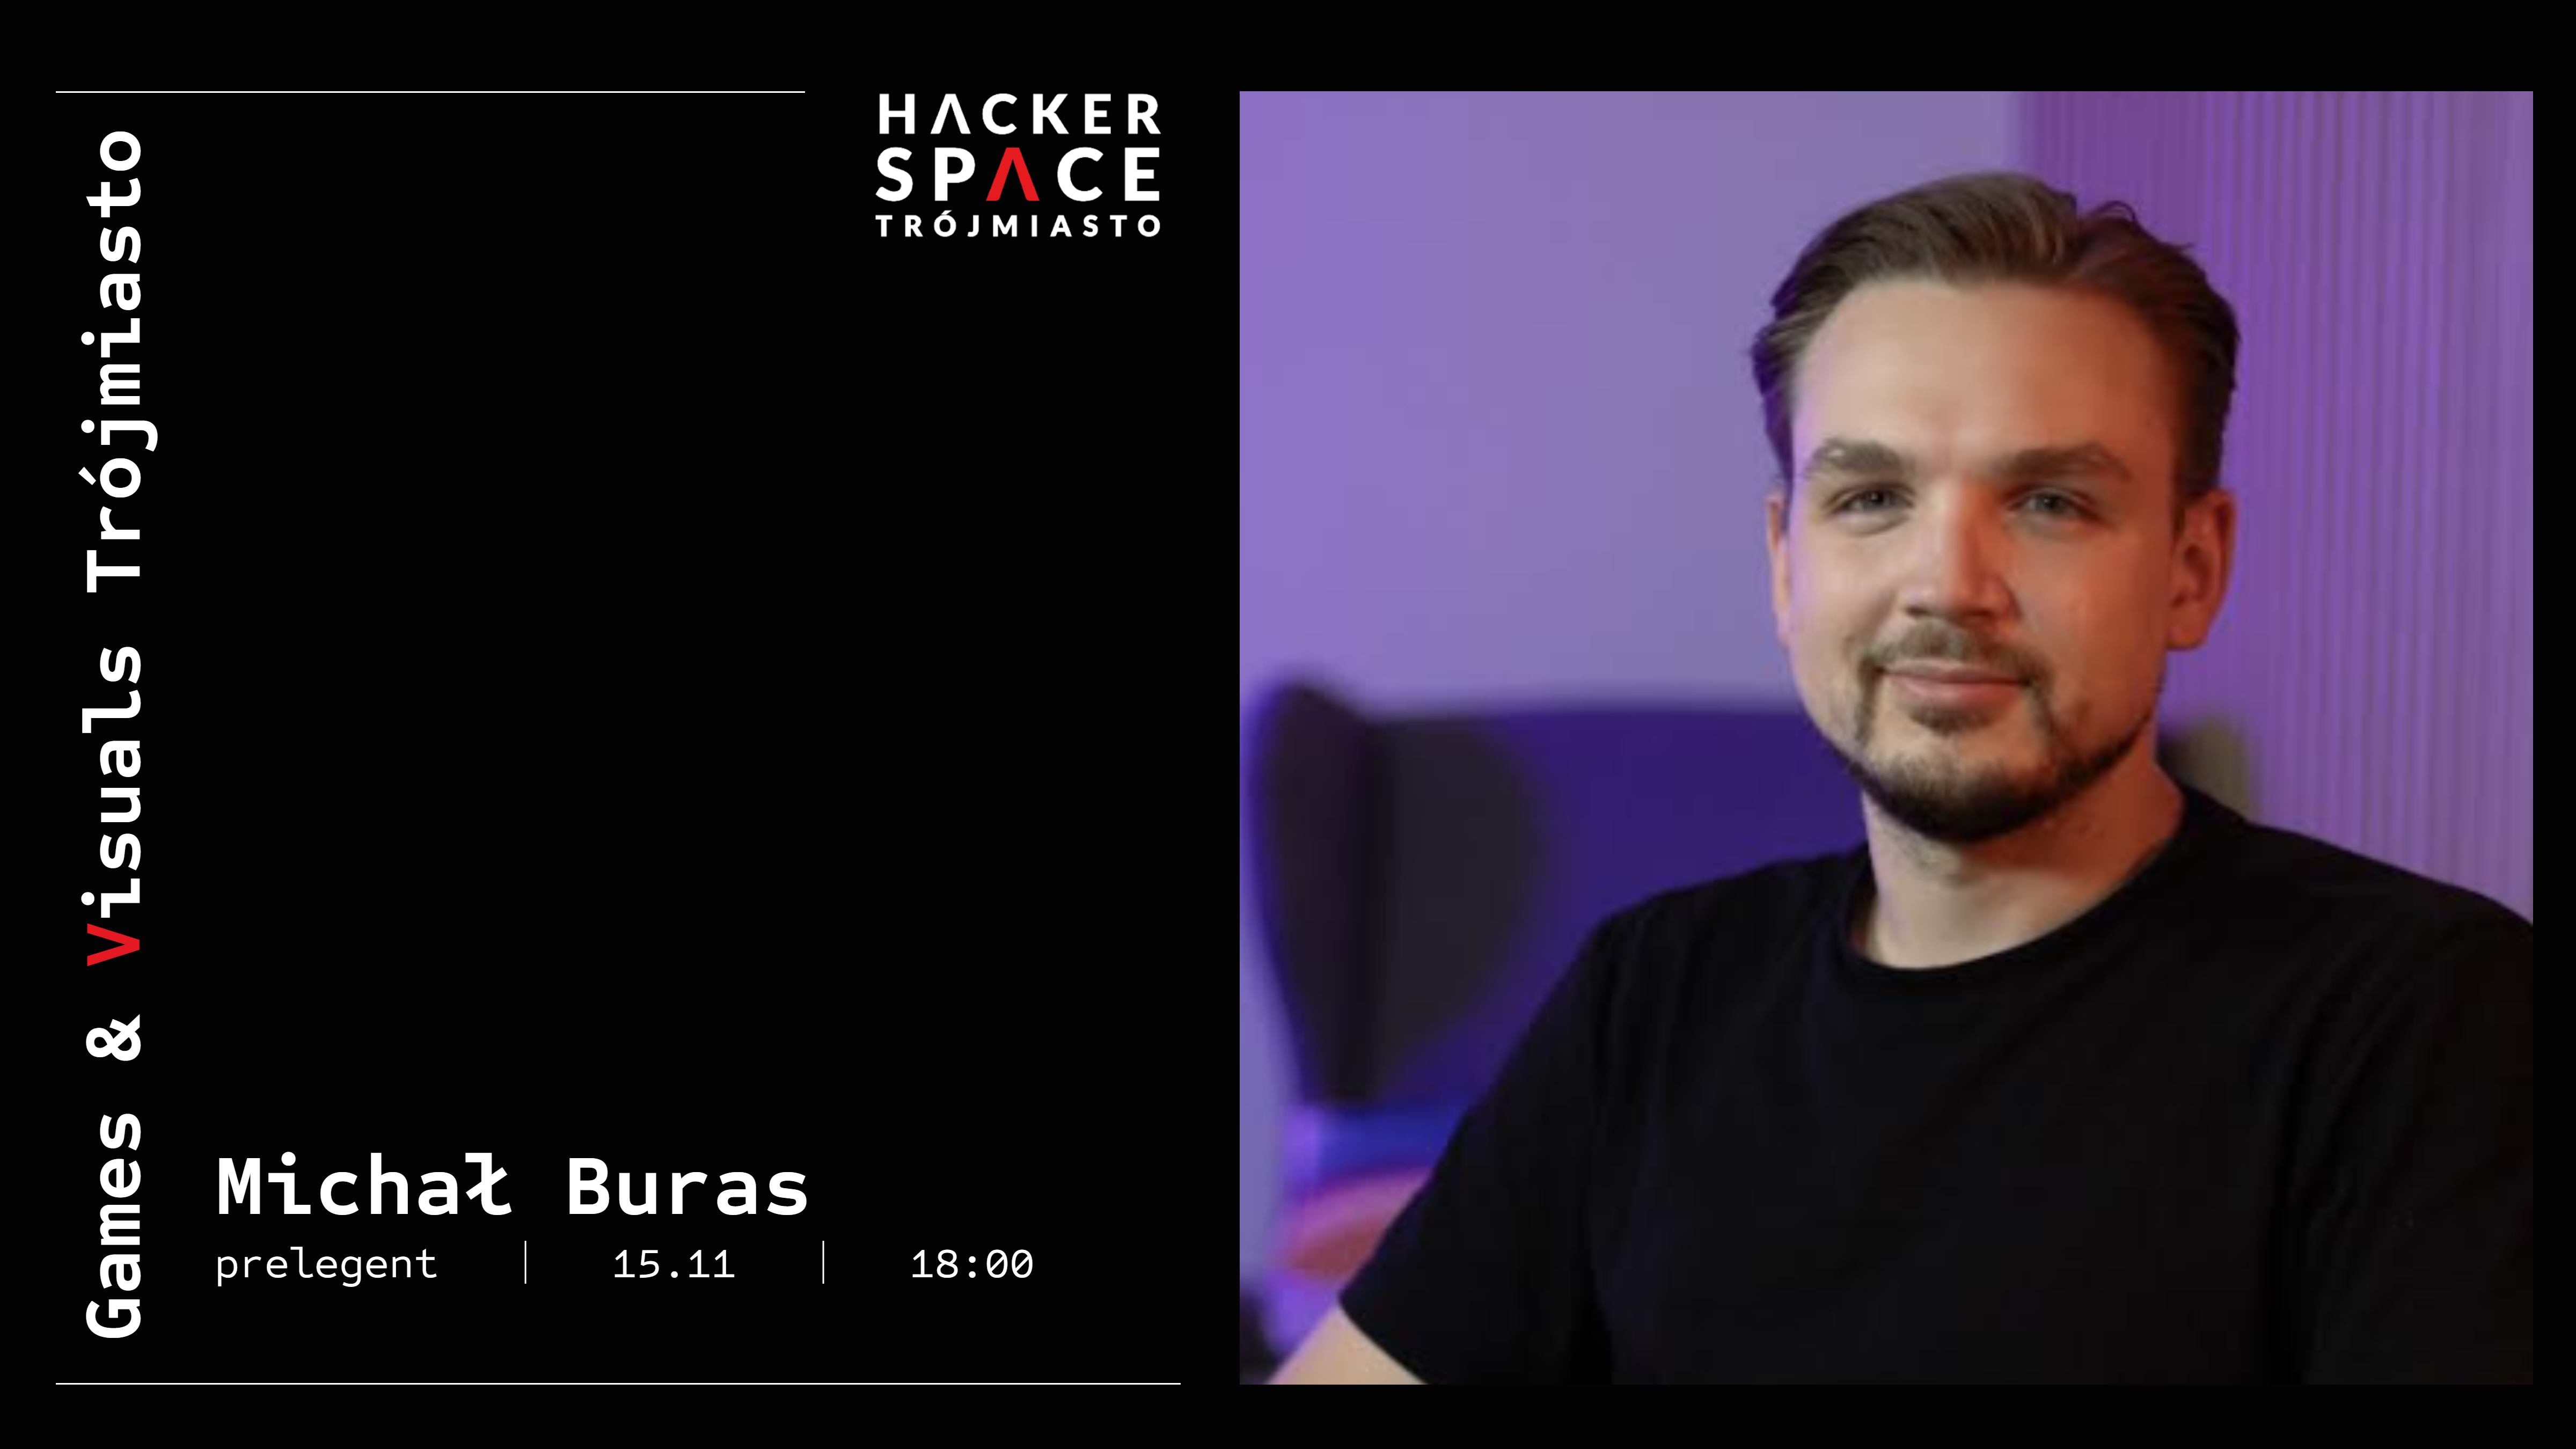 Games & Visuals Trójmiasto
HACKER
SPACE
TRÓJMIASTO
Michał Buras
prelegent | 15.11 | 18:00